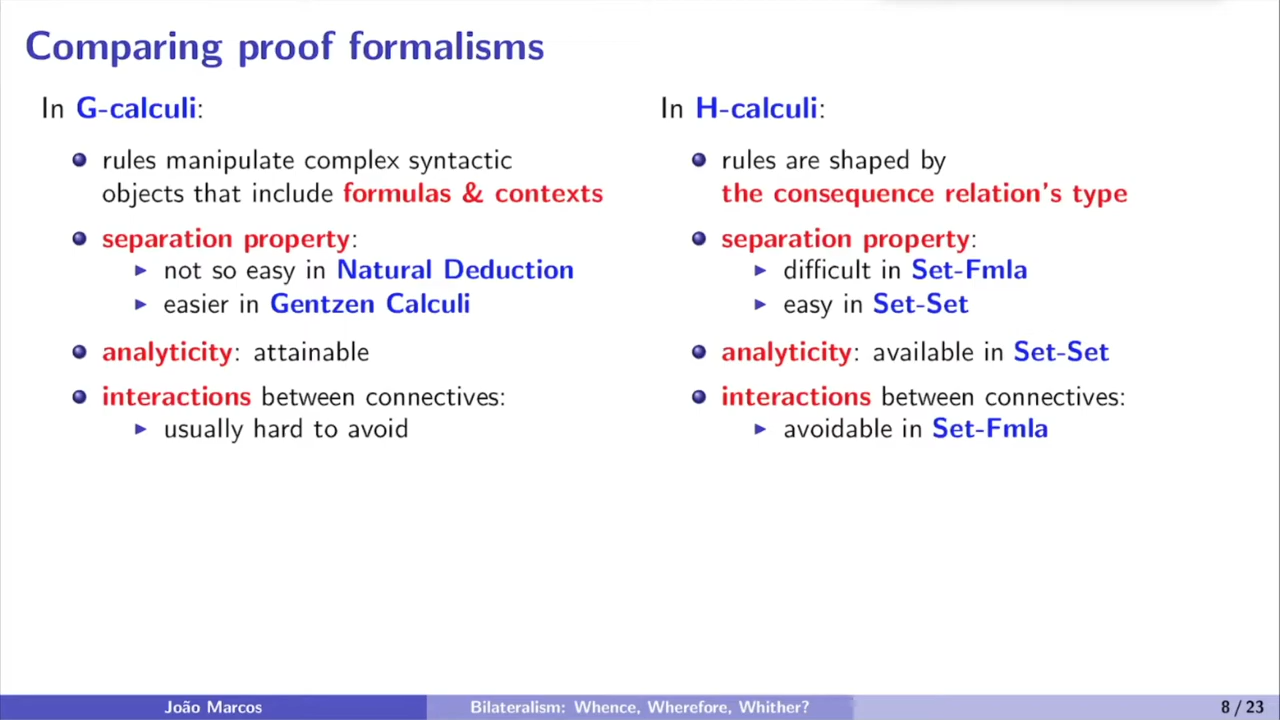 Comparing proof formalisms
In G-calculi:
rules manipulate complex syntactic
objects that include formulas & contexts
separation property:
not so easy in Natural Deduction
easier in Gentzen Calculi
analyticity: attainable
interactions between connectives:
usually hard to avoid
In H-calculi:
rules are shaped by
the consequence relation's type
separation property:
difficult in Set-Fmla
easy in Set-Set
analyticity: available in Set-Set
interactions between connectives:
avoidable in Set-Fmla
João Marcos
Bilateralism: Whence, Wherefore, Whither?
8 / 23